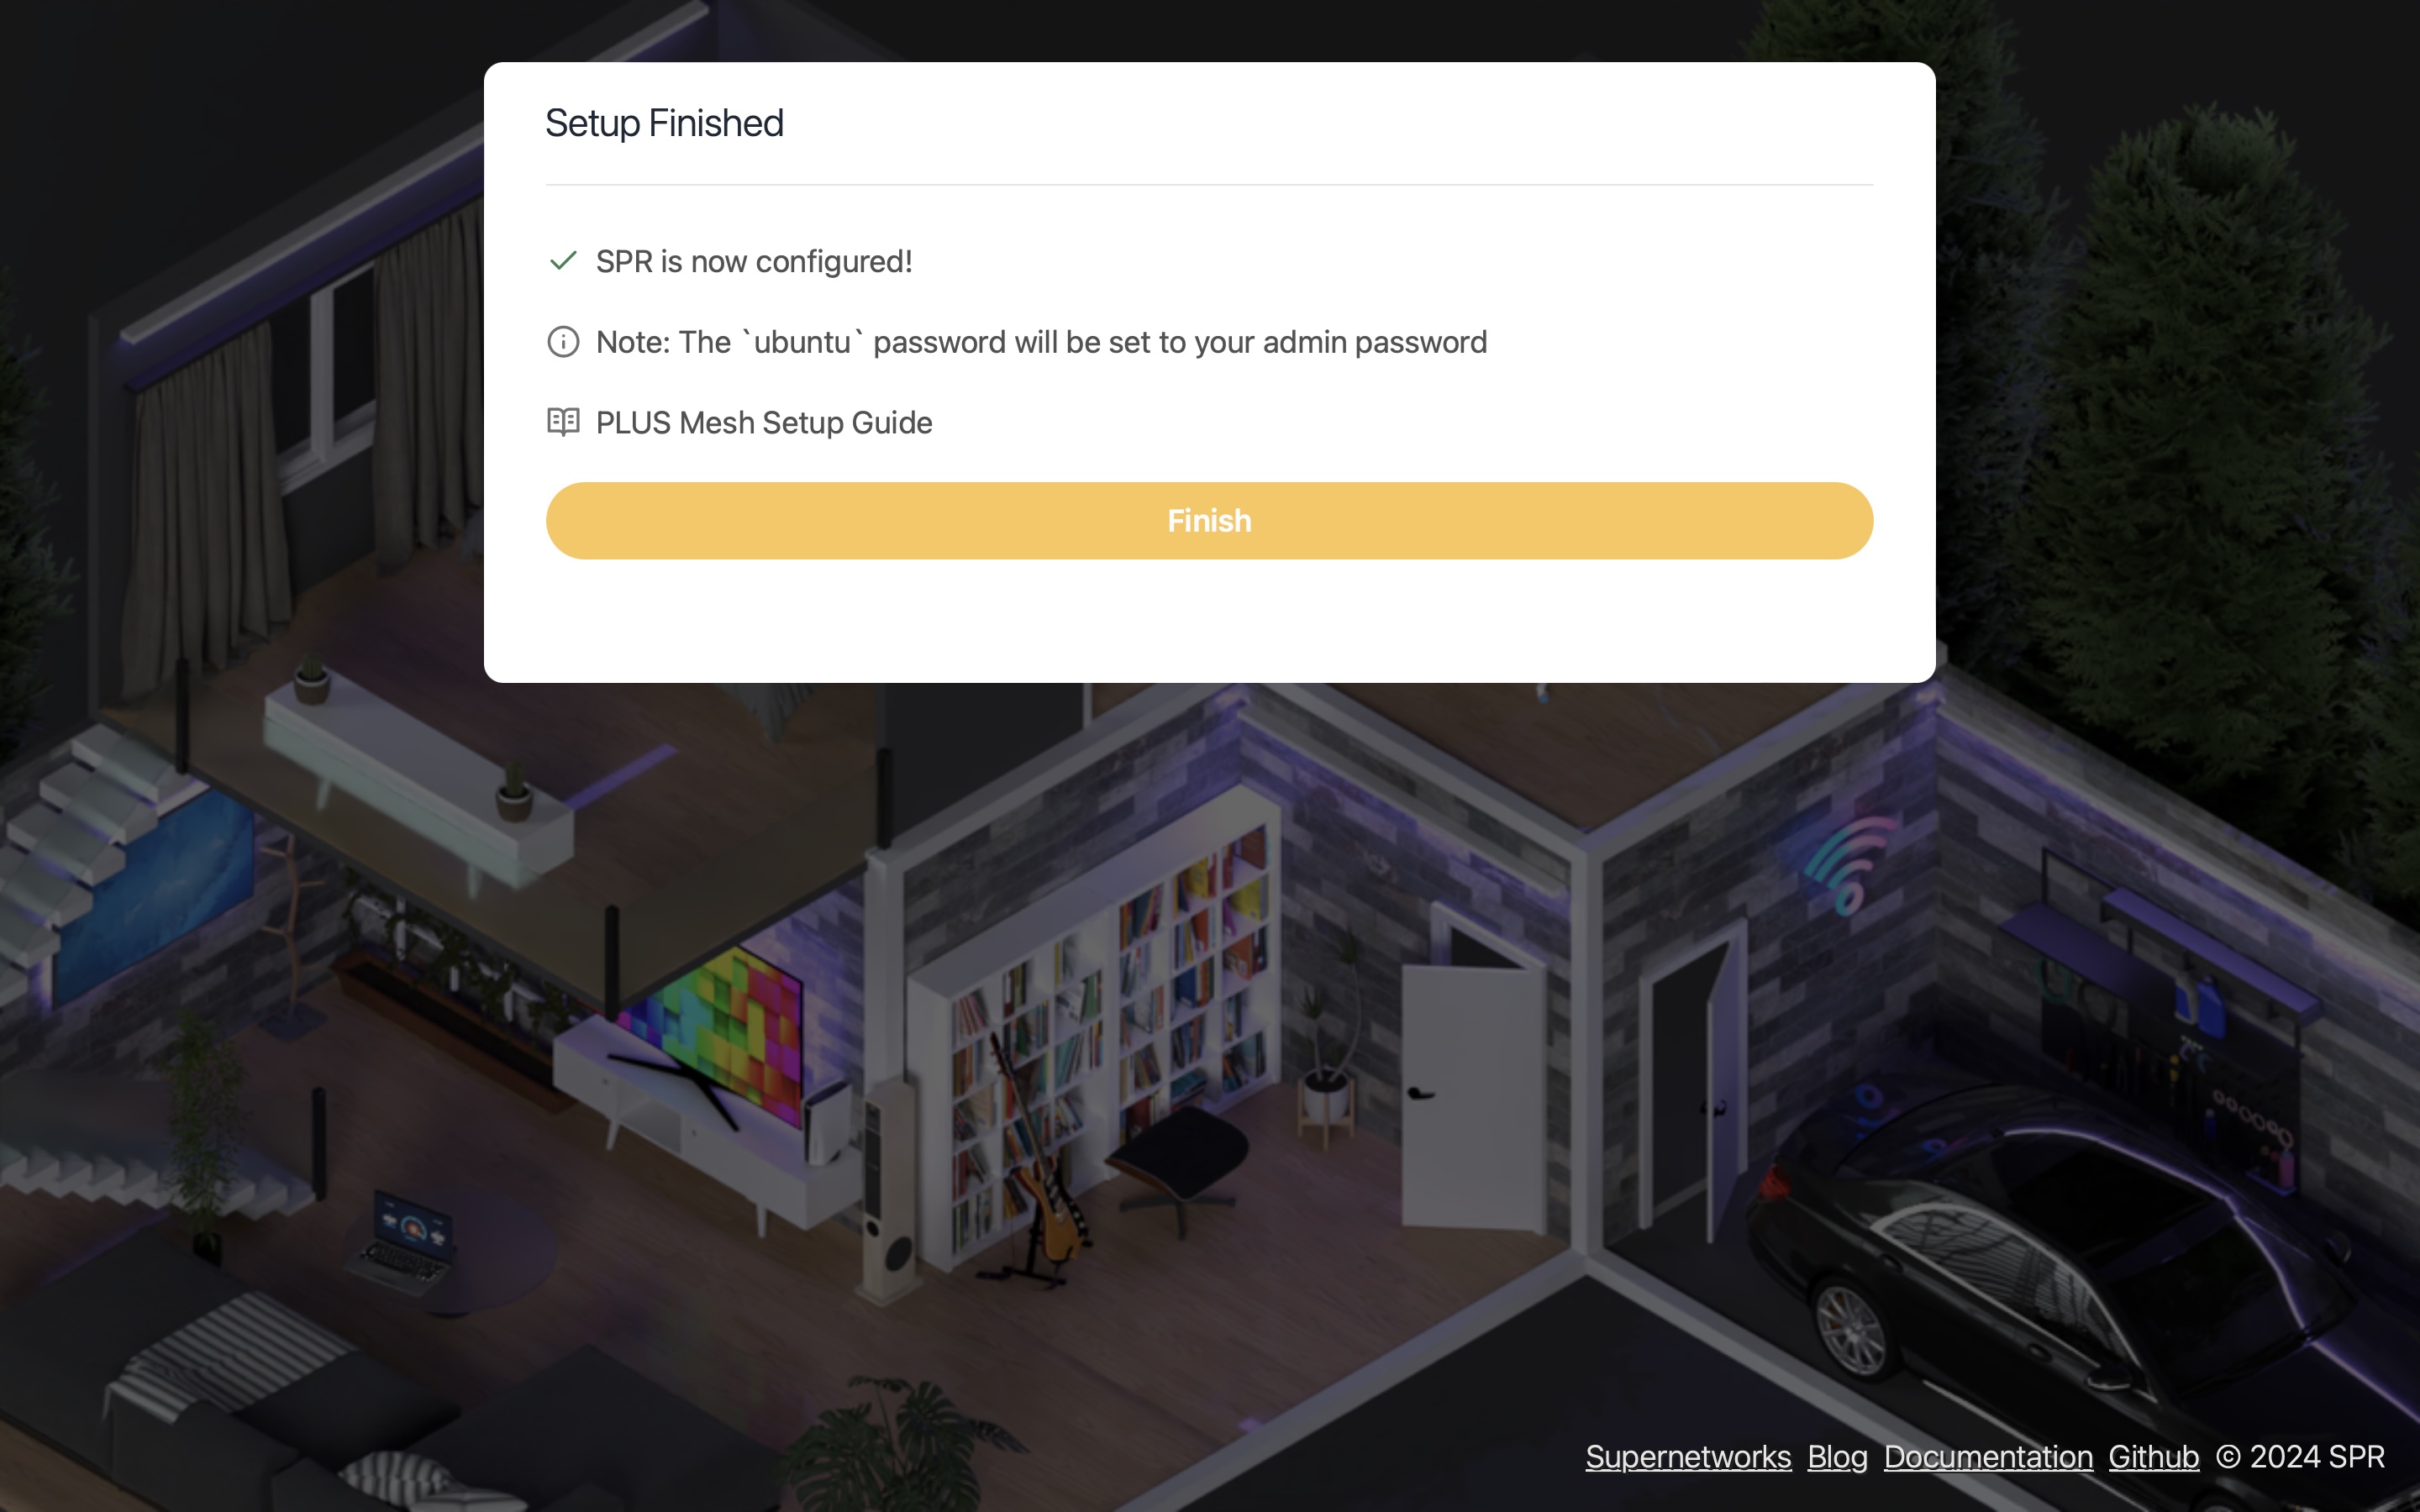 Setup Finished
SPR is now configured!
Note: The `ubuntu` password will be set to your admin password
PLUS Mesh Setup Guide
Finish
Supernetworks Blog Documentation Github © 2024 SPR